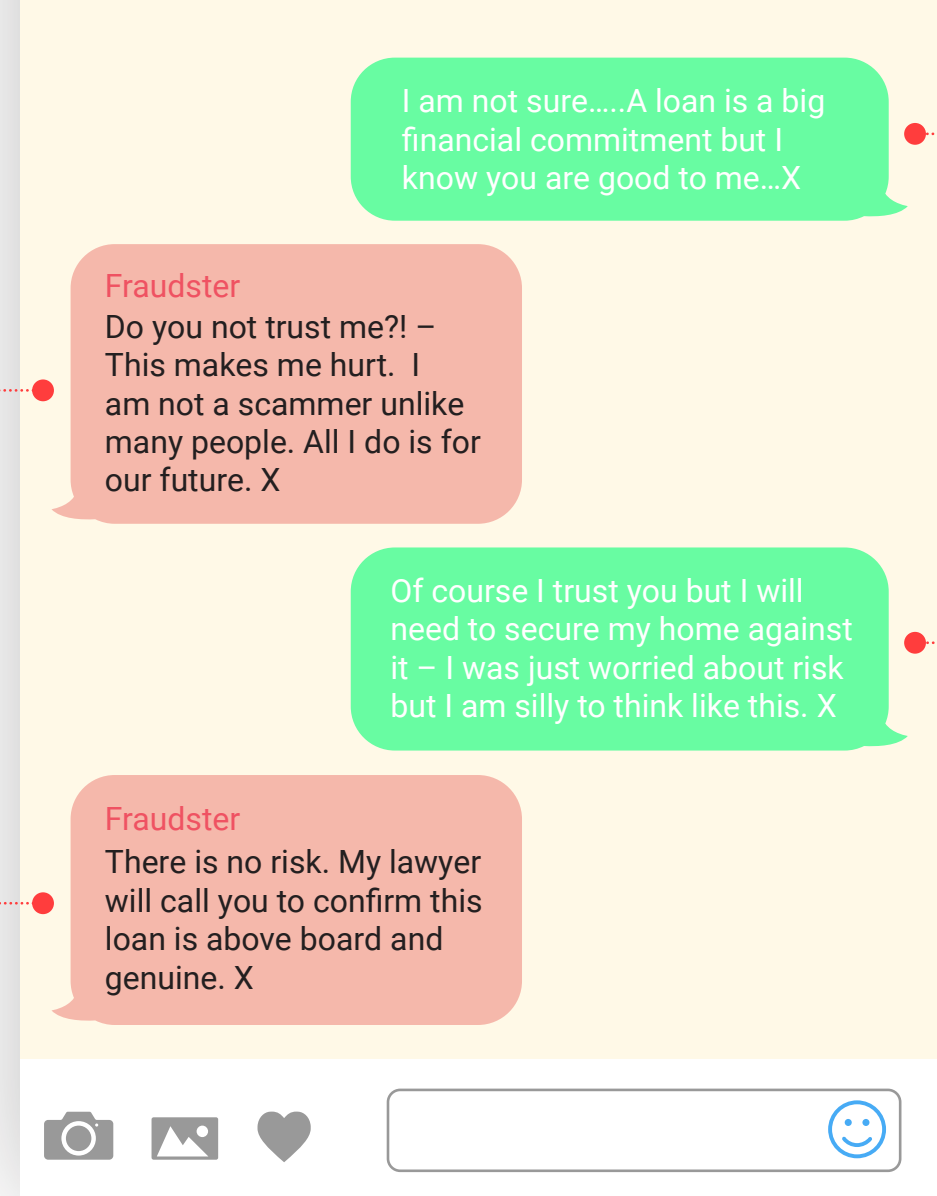 I am not sure.....A loan is a big
financial commitment but I
know you are good to me...X
Fraudster
Do you not trust me?! –
This makes me hurt.  I
am not a scammer unlike
many people. All I do is for
our future. X
Of course I trust you but I will
need to secure my home against
it – I was just worried about risk
but I am silly to think like this. X
Fraudster
There is no risk. My lawyer
will call you to confirm this
loan is above board and
genuine. X